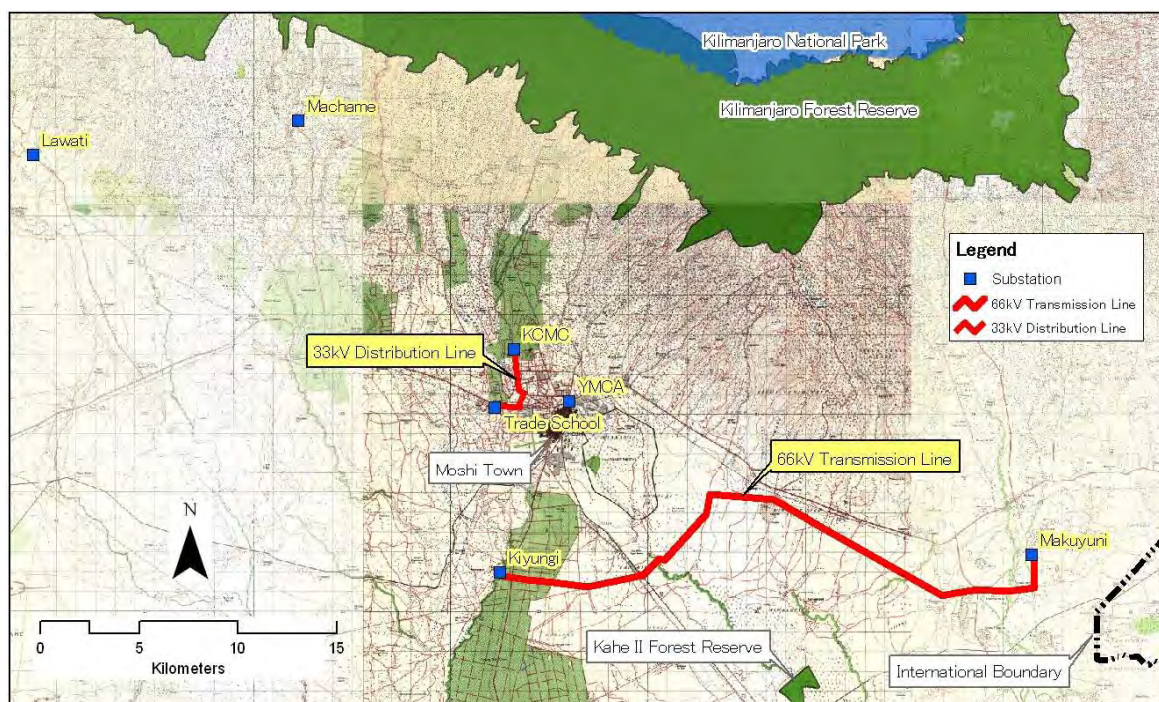 Kilimanjaro National Park
Kilimanjaro Forest Reserve
Machame
Lawati
Legend
Substation
66kV Transmission Line
33kV Distribution Line
KCMC
33kV Distribution Line
YMCA
Trade School
Moshi Town
66kV Transmission Line
N
Kiyungi
Makuyuni
Kahe II Forest Reserve
International Boundary
0 5 10 15
Kilometers